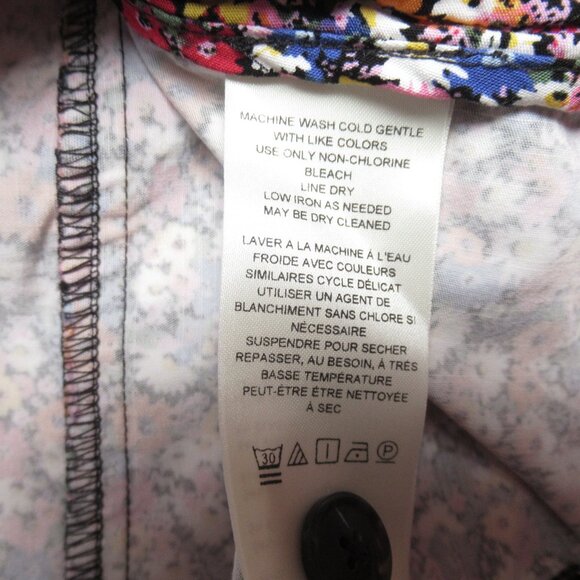 MACHINE WASH COLD GENTLE
WITH LIKE COLORS
USE ONLY NON-CHLORINE
BLEACH
LINE DRY
LOW IRON AS NEEDED
MAY BE DRY CLEANED
LAVER A LA MACHINE À L'EAU
FROIDE AVEC COULEURS
SIMILAIRES CYCLE DÉLICAT
UTILISER UN AGENT DE
BLANCHIMENT SANS CHLORE SI
NÉCESSAIRE
SUSPENDRE POUR SECHER
REPASSER, AU BESOIN, À TRÈS
BASSE TEMPÉRATURE
PEUT-ÊTRE ÊTRE NETTOYÉE
À SEC
30 P